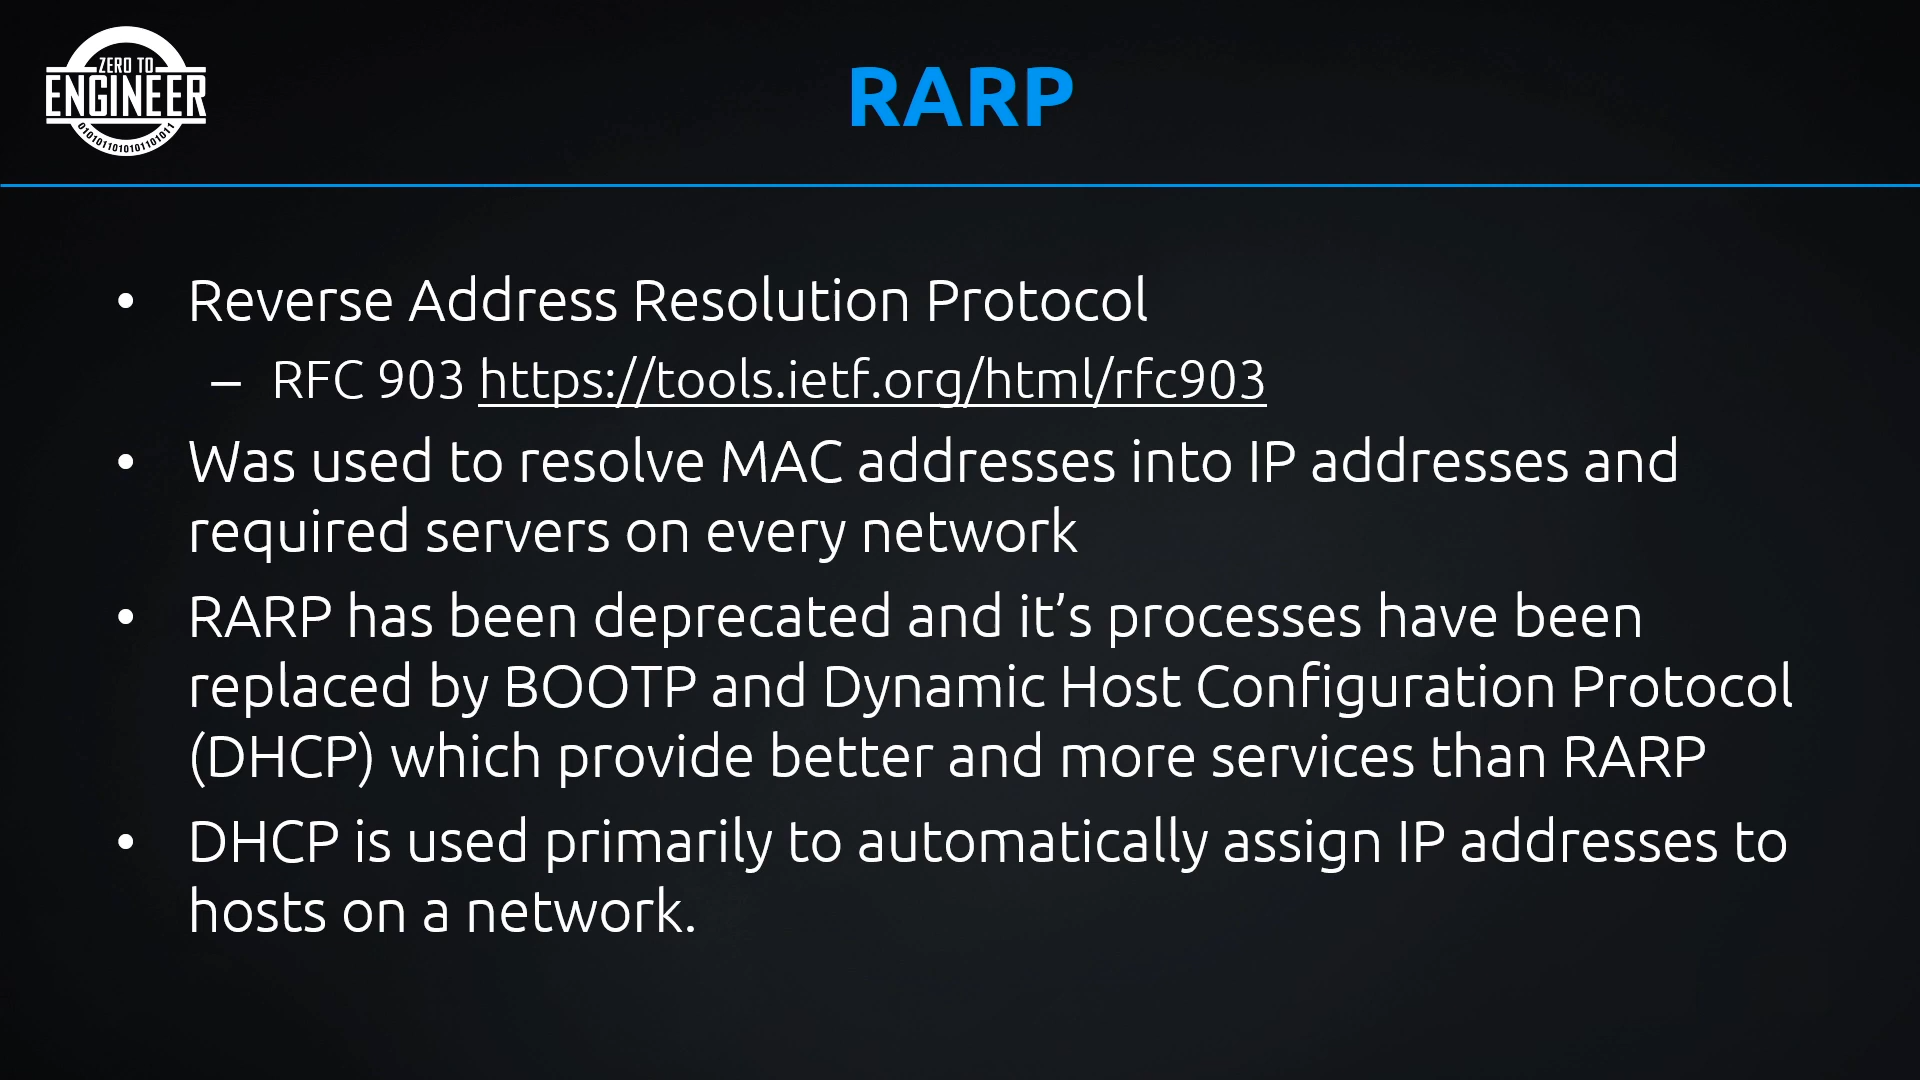 ZERO TO
ENGINEER
RARP
• Reverse Address Resolution Protocol
– RFC 903 https://tools.ietf.org/html/rfc903
• Was used to resolve MAC addresses into IP addresses and
required servers on every network
• RARP has been deprecated and it’s processes have been
replaced by BOOTP and Dynamic Host Configuration Protocol
(DHCP) which provide better and more services than RARP
• DHCP is used primarily to automatically assign IP addresses to
hosts on a network.